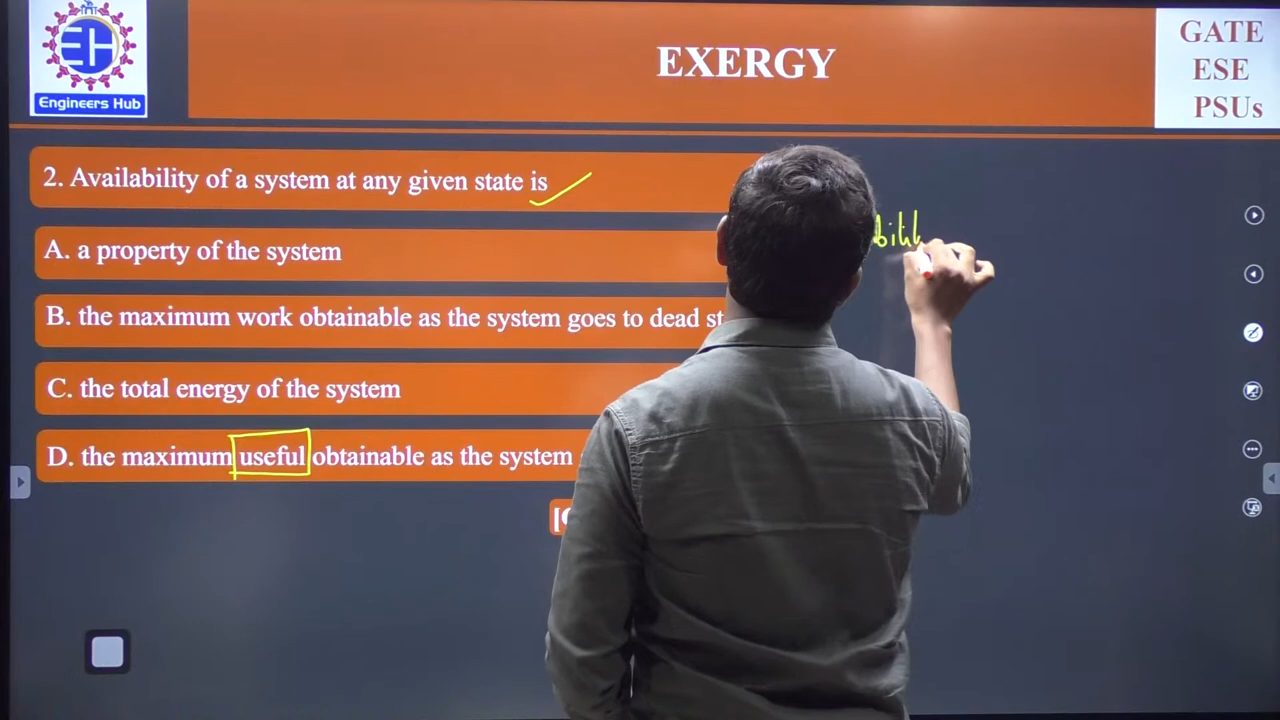 EH
Engineers Hub
EXERGY
GATE
ESE
PSUs
2. Availability of a system at any given state is
A. a property of the system
B. the maximum work obtainable as the system goes to dead st
C. the total energy of the system
D. the maximum useful obtainable as the system